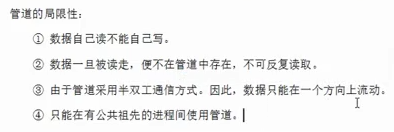 管道的局限性：
① 数据自己读不能自己写。
② 数据一旦被读走，便不在管道中存在，不可反复读取。
③ 由于管道采用半双工通信方式。因此，数据只能在一个方向上流动。
④ 只能在有公共祖先的进程间使用管道。